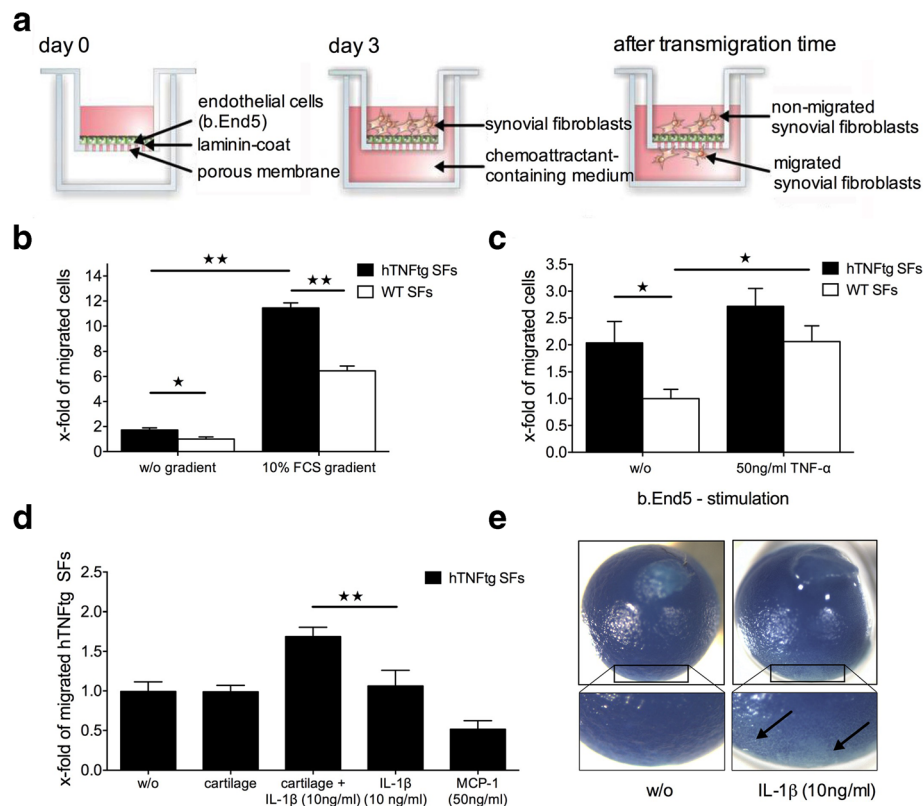 a
day 0
day 3
after transmigration time
endothelial cells
(b.End5)
laminin-coat
porous membrane
synovial fibroblasts
chemoattractant-
containing medium
non-migrated
synovial fibroblasts
migrated
synovial fibroblasts
b
x-fold of migrated cells
14
12
10
8
6
4
2
0
★★
★★
★
hTNFtg SFs
WT SFs
w/o gradient
10% FCS gradient
c
x-fold of migrated cells
3.5
3.0
2.5
2.0
1.5
1.0
0.5
0.0
★
★
hTNFtg SFs
WT SFs
w/o
50ng/ml TNF-α
b.End5 - stimulation
d
x-fold of migrated hTNFtg SFs
2.5
2.0
1.5
1.0
0.5
0.0
★★
hTNFtg SFs
w/o
cartilage
cartilage +
IL-1β (10ng/ml)
IL-1β
(10 ng/ml)
MCP-1
(50ng/ml)
e
w/o
IL-1β (10ng/ml)